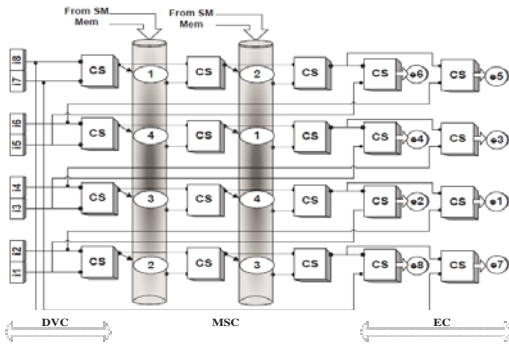 From SM
Mem
From SM
Mem
i8
i7
CS
1
CS
2
CS
CS
e6
CS
e5
i6
i5
CS
4
CS
1
CS
CS
e4
CS
e3
i4
i3
CS
3
CS
4
CS
CS
e2
CS
e1
i2
i1
CS
2
CS
3
CS
CS
e8
CS
e7
DVC
MSC
EC